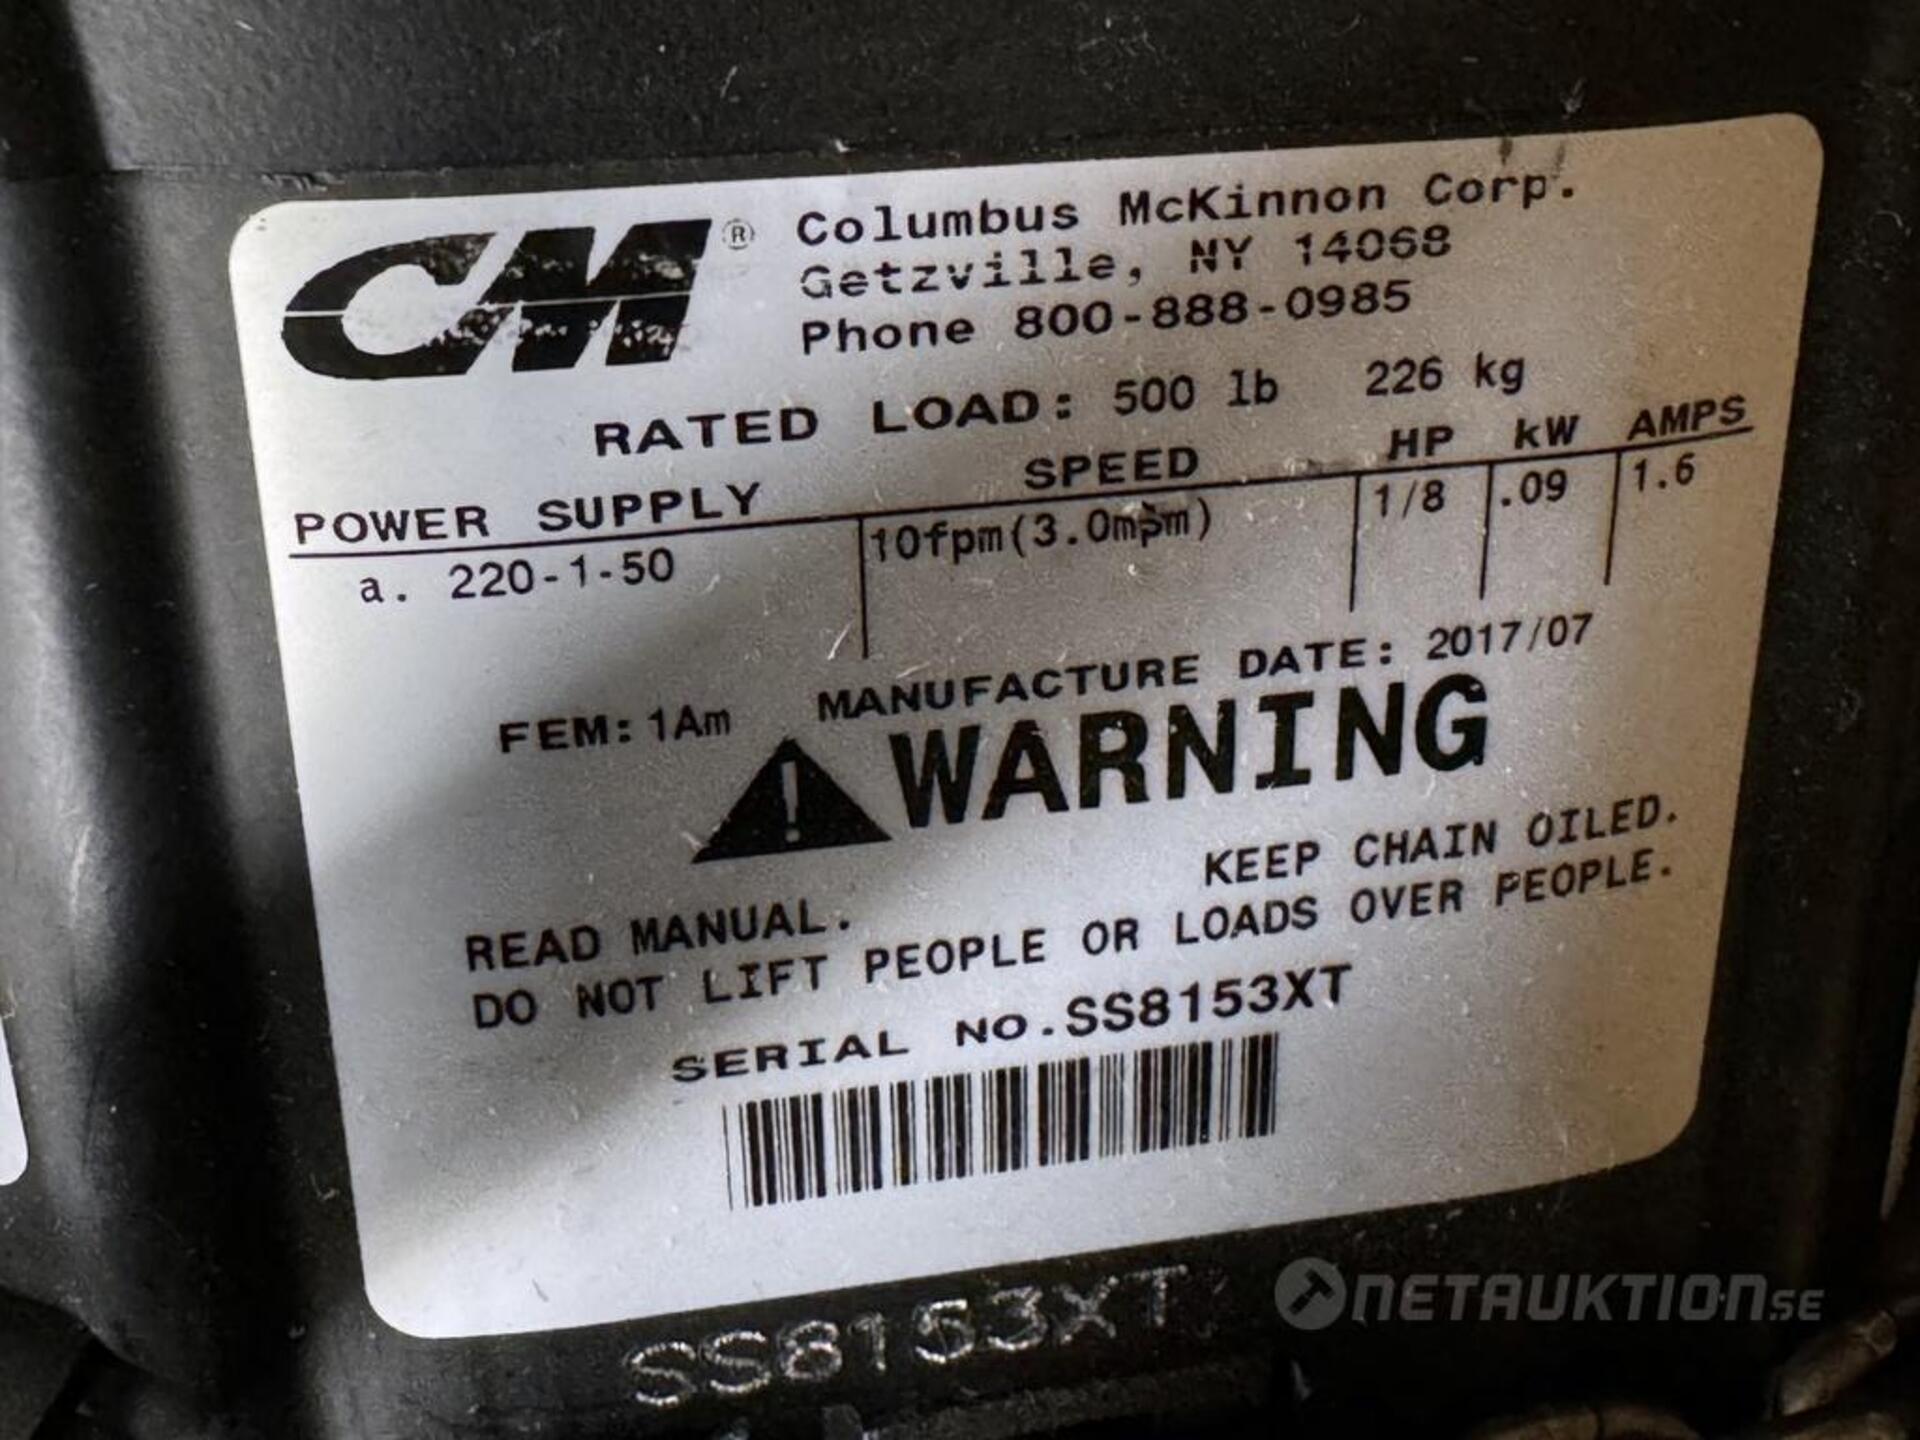 CM® Columbus McKinnon Corp.
Getzville, NY 14068
Phone 800-888-0985
RATED LOAD: 500 lb 226 kg
POWER SUPPLY SPEED HP kW AMPS
a. 220-1-50 10fpm(3.0mpm) 1/8 .09 1.6
FEM: 1Am MANUFACTURE DATE: 2017/07
! WARNING
READ MANUAL. KEEP CHAIN OILED.
DO NOT LIFT PEOPLE OR LOADS OVER PEOPLE.
SERIAL NO.SS8153XT
SS8153XT
NETAUKTION.SE